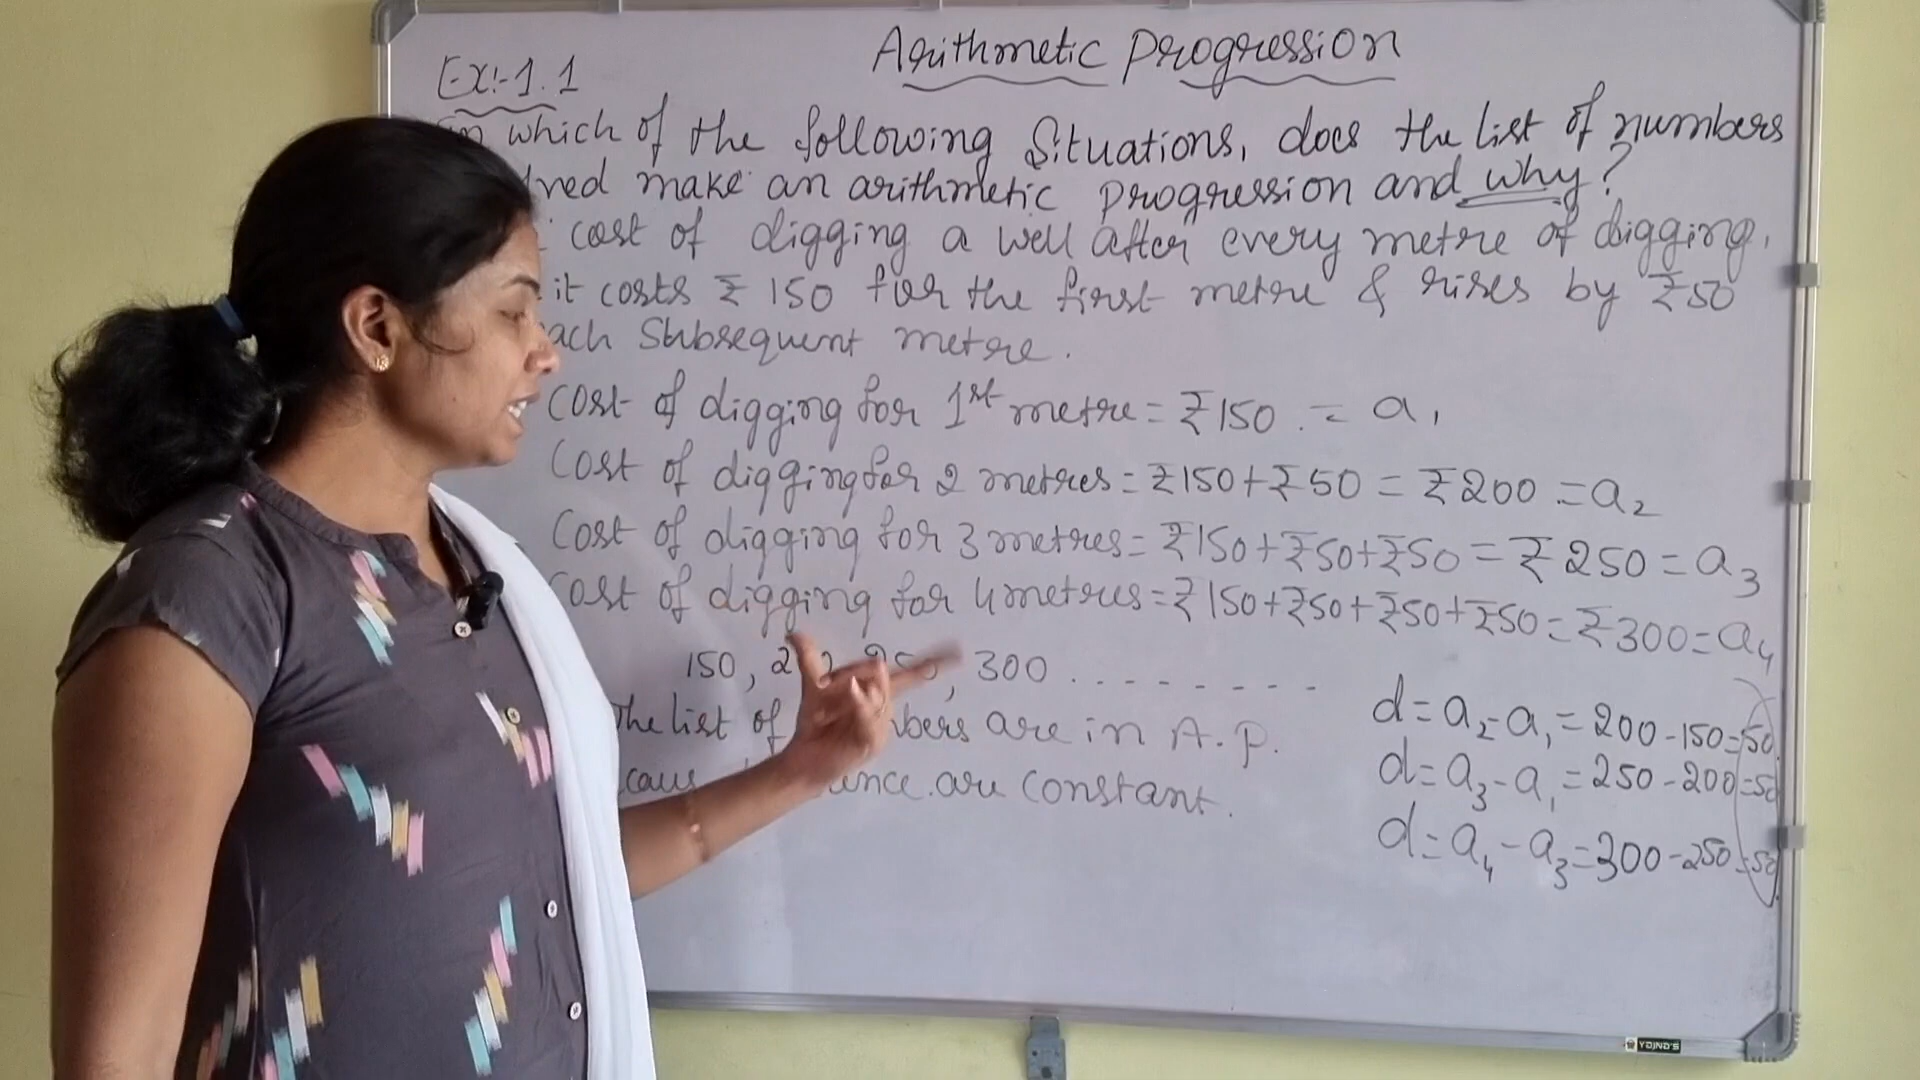 Arithmetic Progression
Ex:-1.1
which of the following Situations, does the list of numbers
make an arithmetic progression and why?
cost of digging a well after every metre of digging,
it costs ₹ 150 for the first metre & rises by ₹50
Subsequent metre.
Cost of digging for 1st metre = ₹150. = a1
Cost of digging for 2 metres = ₹150+₹50 = ₹200 = a2
Cost of digging for 3 metres = ₹150+₹50+₹50 = ₹250 = a3
Cost of digging for 4 metres = ₹150+₹50+₹50+₹50 = ₹300 = a4
150, 300 . - - - - - - - -
The list of are in A.P.
are constant.
d = a2 - a1 = 200 - 150 = 50
d = a3 - a1 = 250 - 200 = 50
d = a4 - a3 = 300 - 250 = 50
YOJNO'S